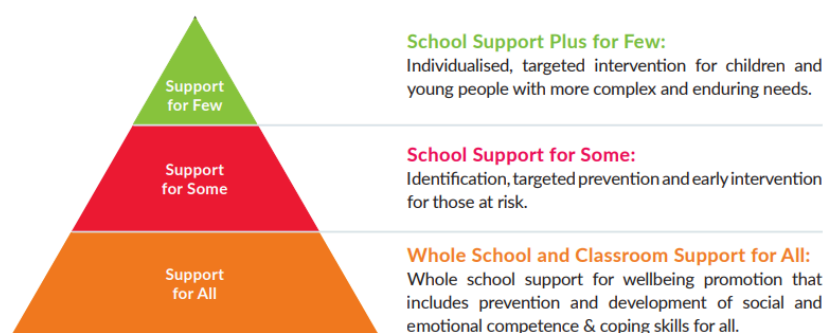 Support
for Few
School Support Plus for Few:
Individualised, targeted intervention for children and
young people with more complex and enduring needs.
Support
for Some
School Support for Some:
Identification, targeted prevention and early intervention
for those at risk.
Support
for All
Whole School and Classroom Support for All:
Whole school support for wellbeing promotion that
includes prevention and development of social and
emotional competence & coping skills for all.